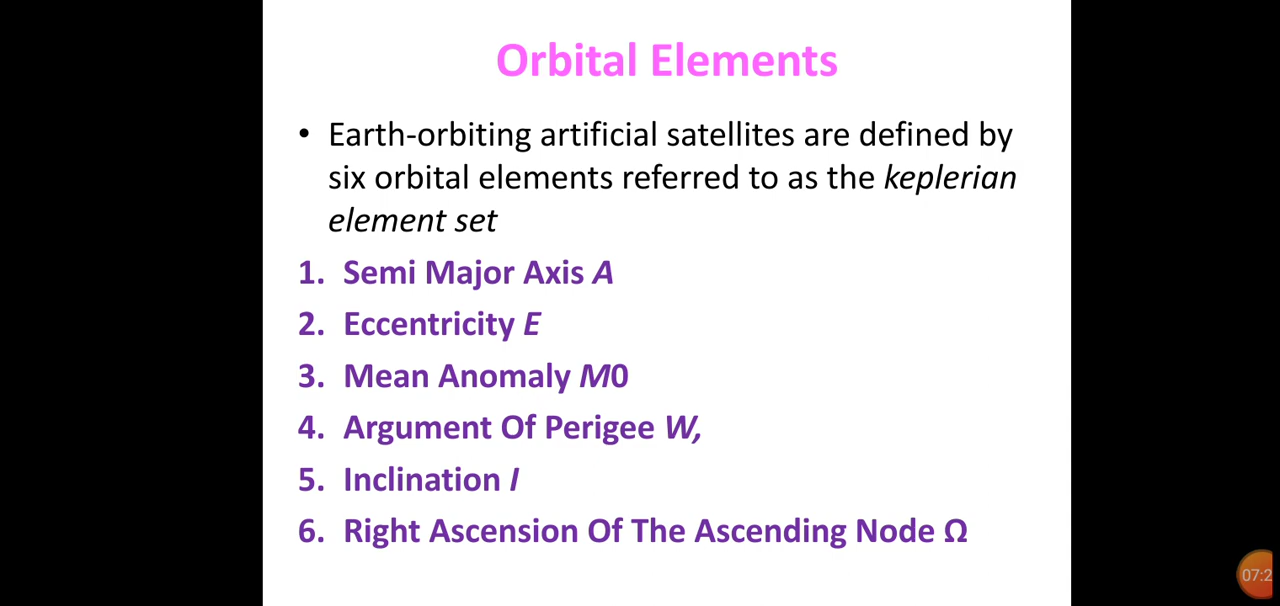 Orbital Elements
• Earth-orbiting artificial satellites are defined by
six orbital elements referred to as the keplerian
element set
1. Semi Major Axis A
2. Eccentricity E
3. Mean Anomaly M0
4. Argument Of Perigee W,
5. Inclination I
6. Right Ascension Of The Ascending Node Ω
07:2